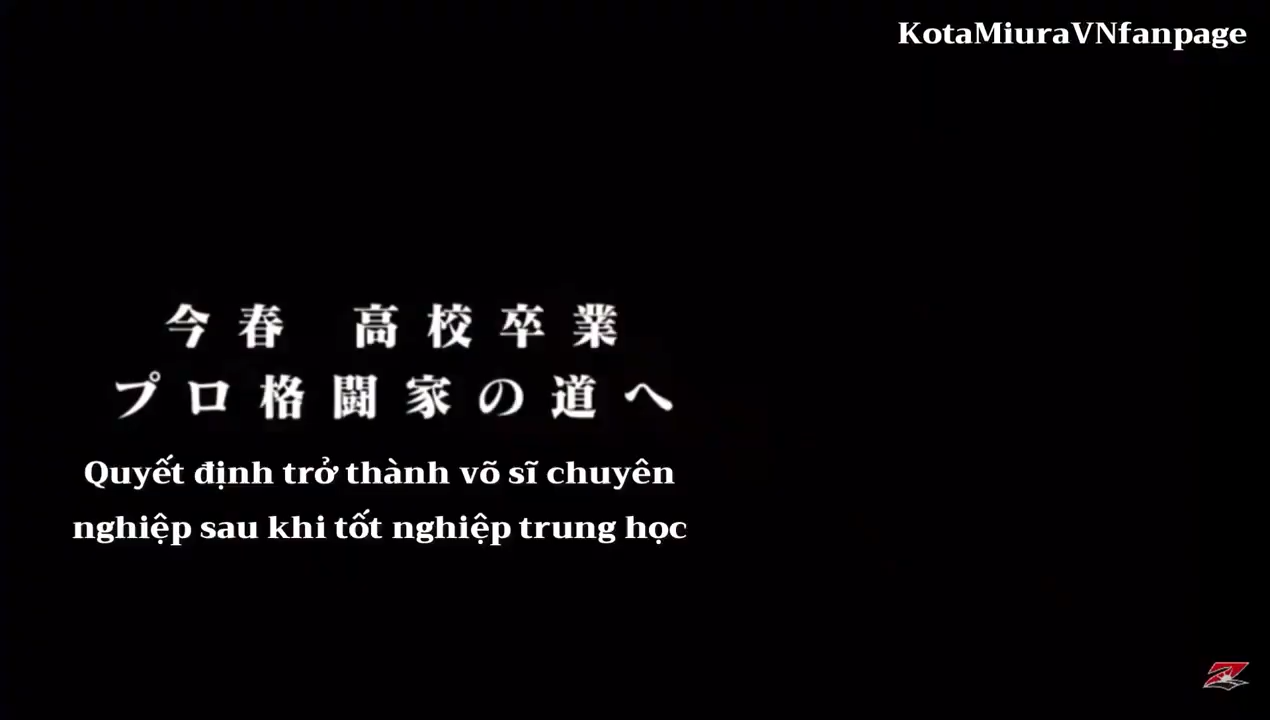 KotaMiuraVNfanpage
今春 高校卒業
プロ格闘家の道へ
Quyết định trở thành võ sĩ chuyên
nghiệp sau khi tốt nghiệp trung học